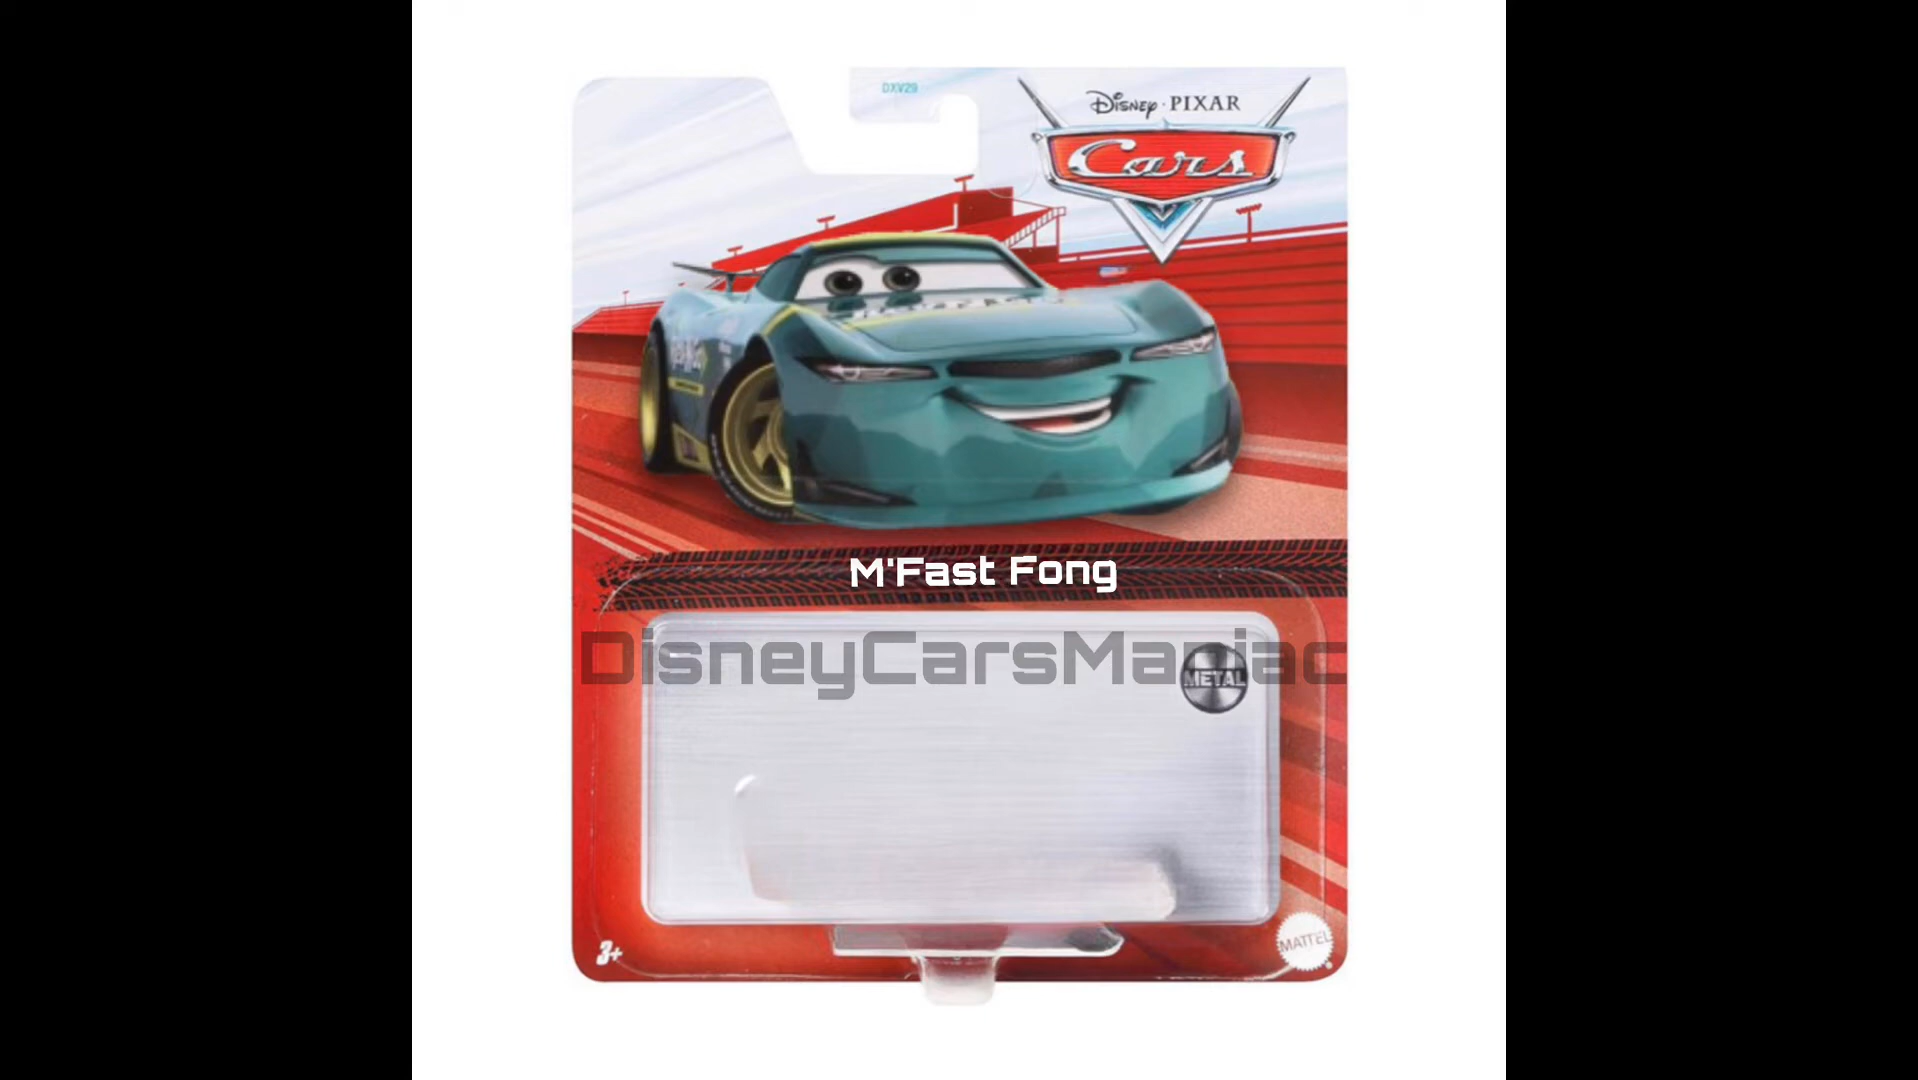 DXV29
Disney · PIXAR
Cars
M'Fast Fong
DisneyCarsManiac
METAL
3+
MATTEL